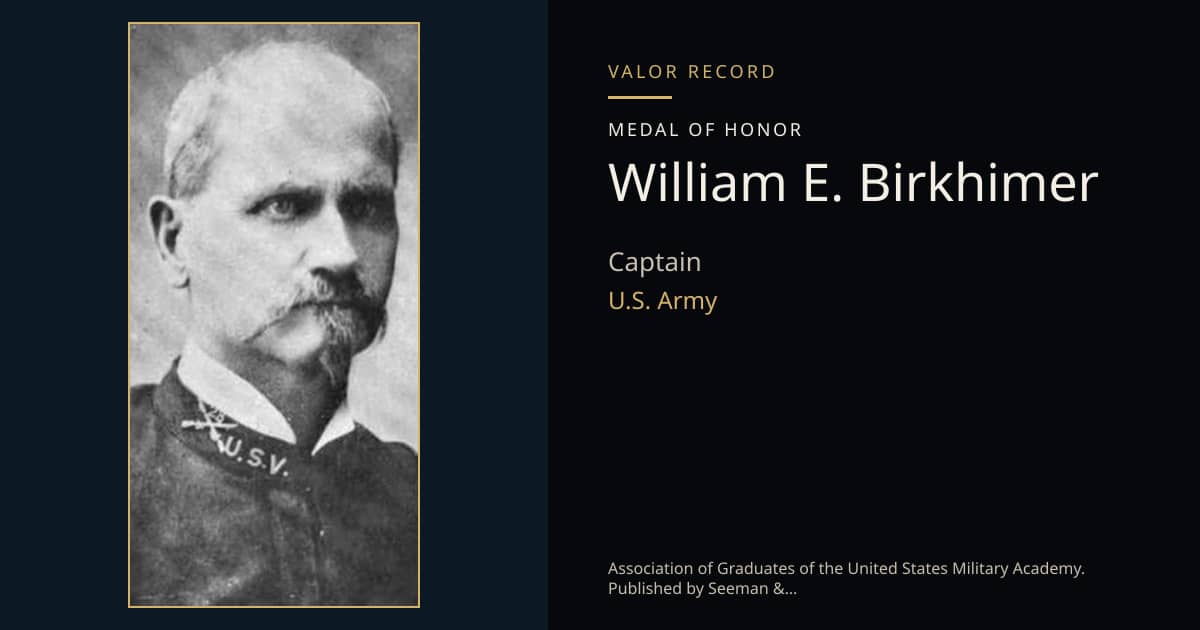 VALOR RECORD
MEDAL OF HONOR
William E. Birkhimer
Captain
U.S. Army
28
U.S.V.
Association of Graduates of the United States Military Academy.
Published by Seeman &...